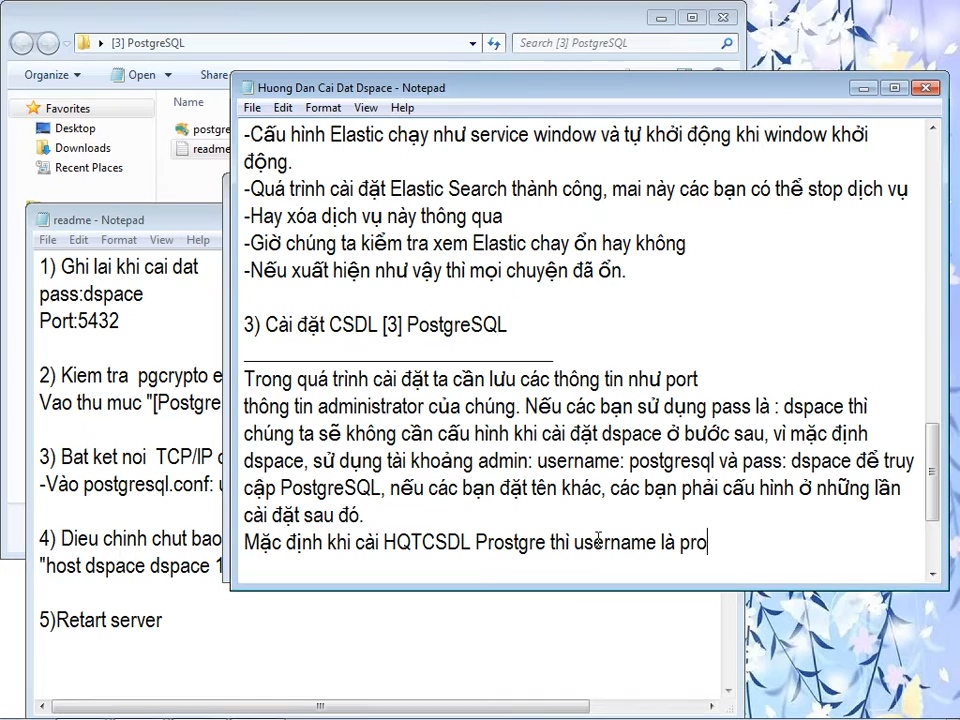 [3] PostgreSQL
Search [3] PostgreSQL
Organize
Open
Share
Favorites
Desktop
Downloads
Recent Places
Name
postgre
readme
Huong Dan Cai Dat Dspace - Notepad
File Edit Format View Help
-Cấu hình Elastic chạy như service window và tự khởi động khi window khởi
động.
-Quá trình cài đặt Elastic Search thành công, mai này các bạn có thể stop dịch vụ
-Hay xóa dịch vụ này thông qua
-Giờ chúng ta kiểm tra xem Elastic chay ổn hay không
-Nếu xuất hiện như vậy thì mọi chuyện đã ổn.
3) Cài đặt CSDL [3] PostgreSQL
Trong quá trình cài đặt ta cần lưu các thông tin như port
thông tin administrator của chúng. Nếu các bạn sử dụng pass là : dspace thì
chúng ta sẽ không cần cấu hình khi cài đặt dspace ở bước sau, vì mặc định
dspace, sử dụng tài khoảng admin: username: postgresql và pass: dspace để truy
cập PostgreSQL, nếu các bạn đặt tên khác, các bạn phải cấu hình ở những lần
cài đặt sau đó.
Mặc định khi cài HQTCSDL Prostgre thì username là pro
readme - Notepad
File Edit Format View Help
1) Ghi lai khi cai dat
pass:dspace
Port:5432
2) Kiem tra pgcrypto e
Vao thu muc "[Postgre
3) Bat ket noi TCP/IP
-Vào postgresql.conf:
4) Dieu chinh chut bao
"host dspace dspace 1
5)Retart server